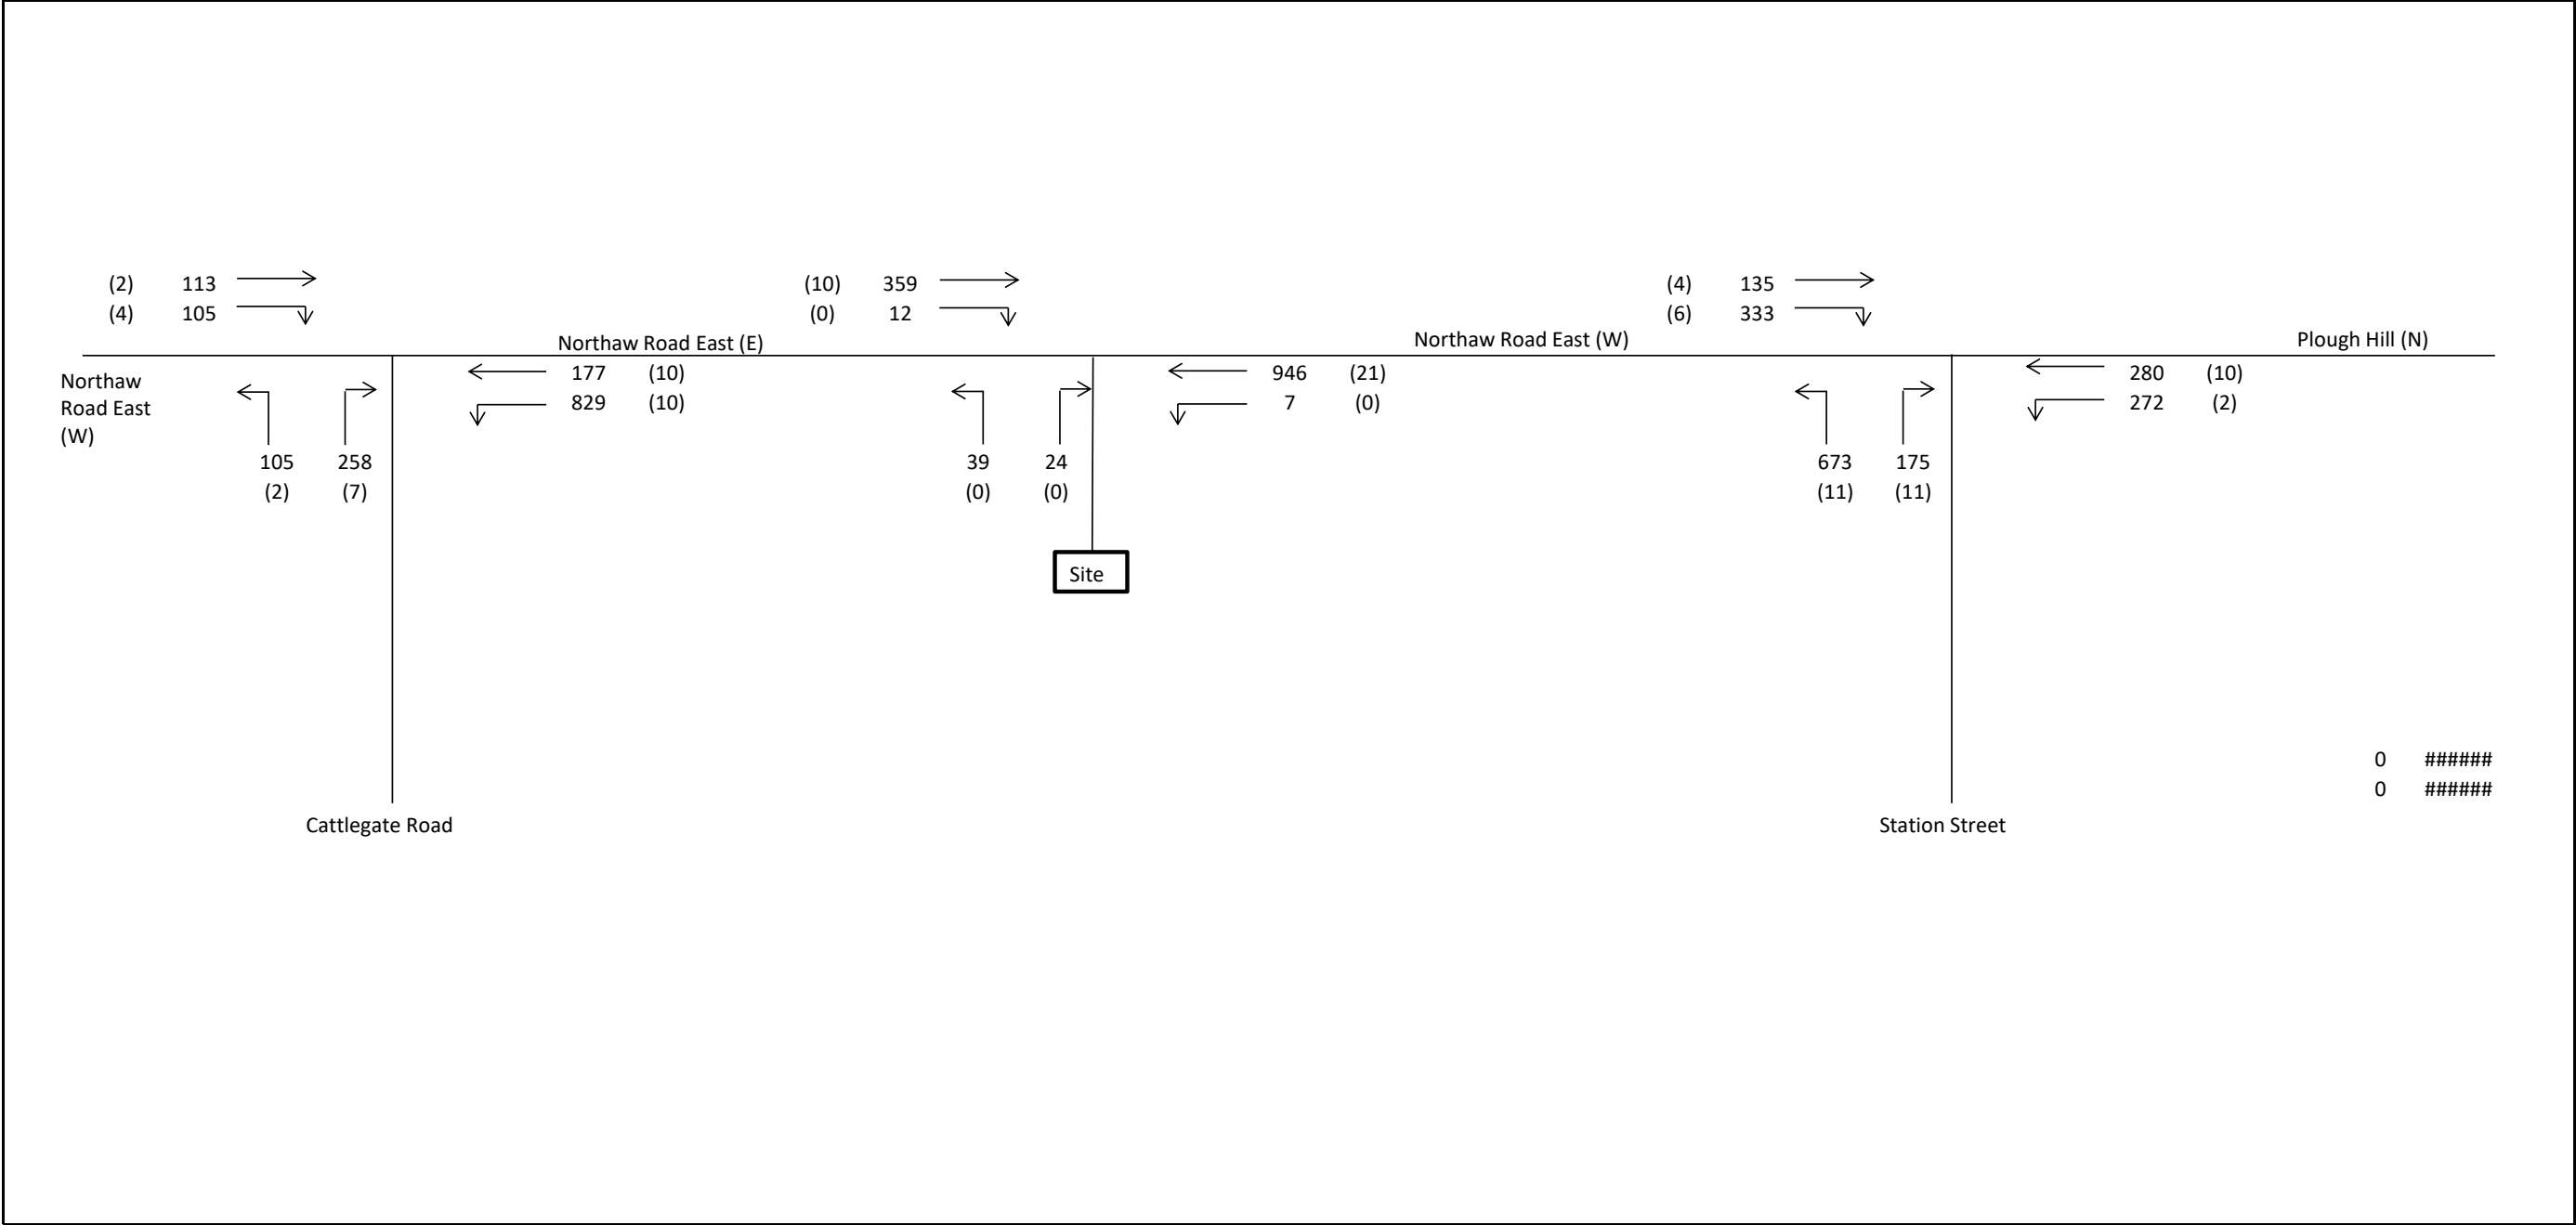 (2) 113
(4) 105
(10) 359
(0) 12
(4) 135
(6) 333
Northaw Road East (E)
Northaw Road East (W)
Plough Hill (N)
Northaw
Road East
(W)
177 (10)
829 (10)
946 (21)
7 (0)
280 (10)
272 (2)
105 258
(2) (7)
39 24
(0) (0)
673 175
(11) (11)
Site
0 ######
0 ######
Cattlegate Road
Station Street